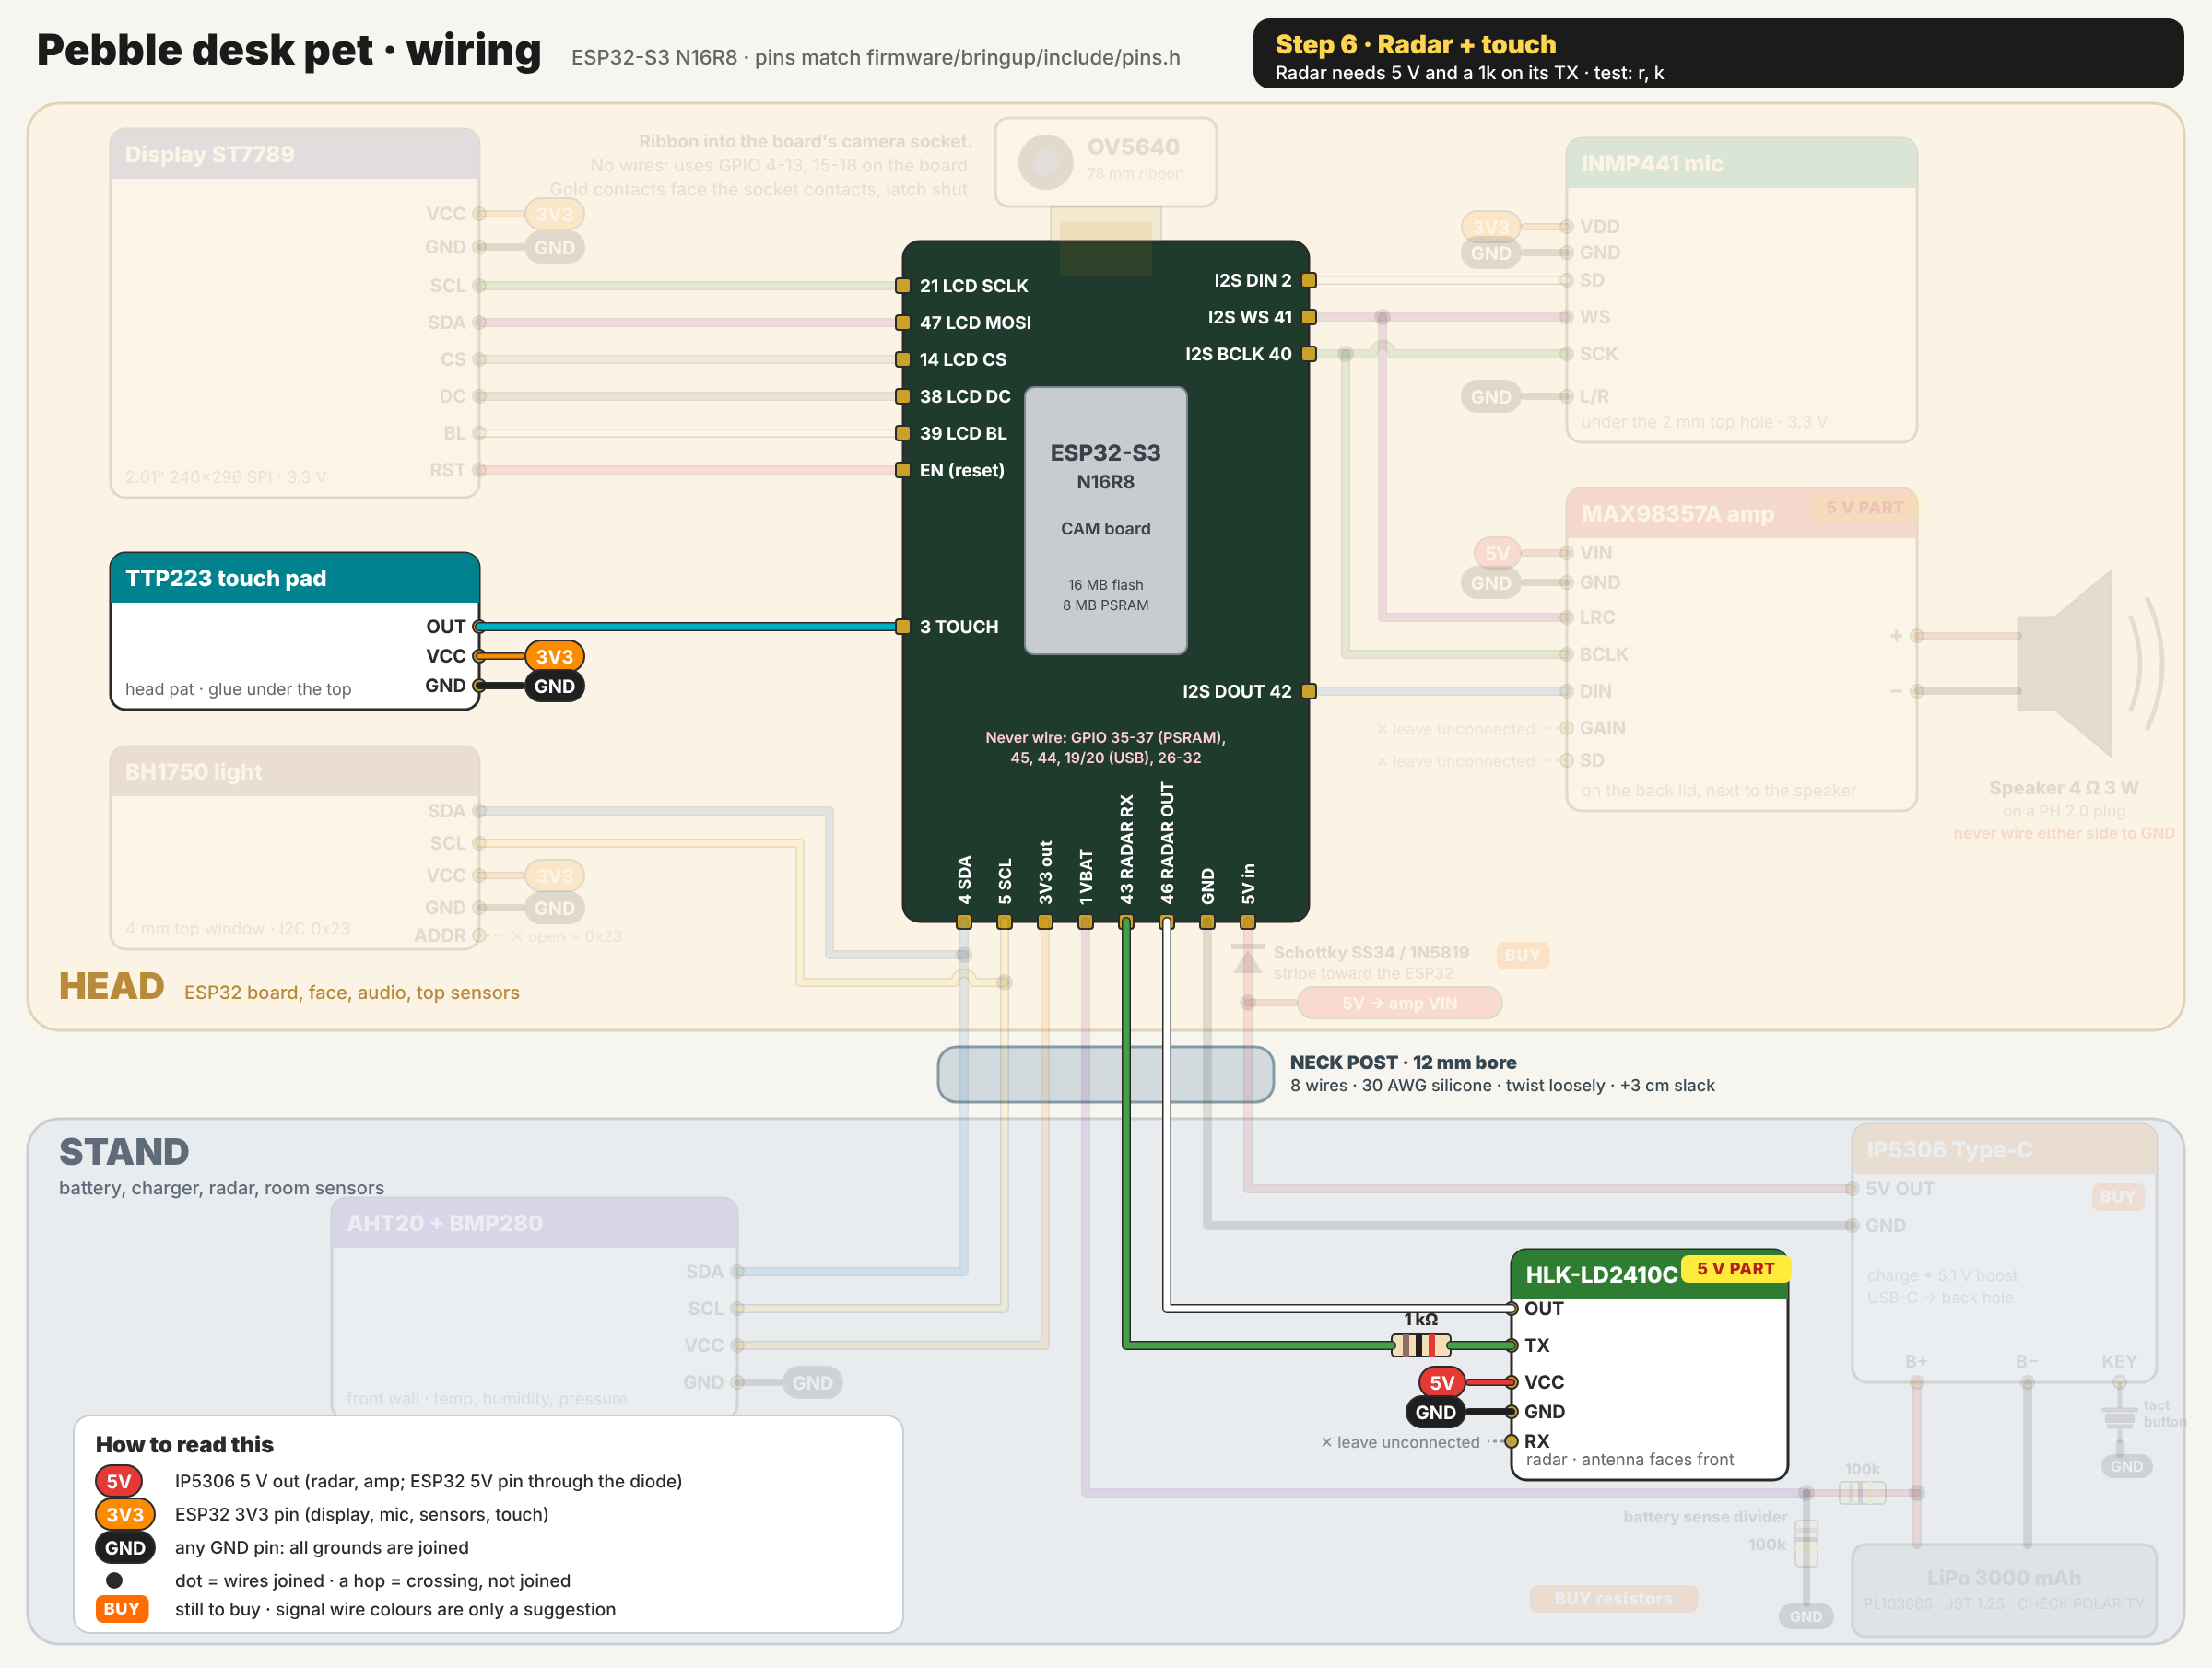 Pebble desk pet · wiring
ESP32-S3 N16R8 · pins match firmware/bringup/include/pins.h
Step 6 · Radar + touch
Radar needs 5 V and a 1k on its TX · test: r, k
Display ST7789
VCC
3V3
GND
GND
SCL
SDA
CS
DC
BL
RST
2.01" 240×296 SPI · 3.3 V
Ribbon into the board's camera socket.
No wires: uses GPIO 4-13, 15-18 on the board.
Gold contacts face the socket contacts, latch shut.
OV5640
78 mm ribbon
21 LCD SCLK
47 LCD MOSI
14 LCD CS
38 LCD DC
39 LCD BL
EN (reset)
3 TOUCH
I2S DIN 2
I2S WS 41
I2S BCLK 40
I2S DOUT 42
ESP32-S3
N16R8
CAM board
16 MB flash
8 MB PSRAM
Never wire: GPIO 35-37 (PSRAM),
45, 44, 19/20 (USB), 26-32
4 SDA
5 SCL
3V3 out
1 VBAT
43 RADAR RX
46 RADAR OUT
GND
5V in
INMP441 mic
3V3
VDD
GND
GND
SD
WS
SCK
GND
L/R
under the 2 mm top hole · 3.3 V
MAX98357A amp
5 V PART
5V
VIN
GND
GND
LRC
BCLK
DIN
× leave unconnected
GAIN
× leave unconnected
SD
on the back lid, next to the speaker
+
−
Speaker 4 Ω 3 W
on a PH 2.0 plug
never wire either side to GND
TTP223 touch pad
OUT
VCC
3V3
GND
GND
head pat · glue under the top
BH1750 light
SDA
SCL
VCC
3V3
GND
GND
ADDR
× open = 0x23
4 mm top window · I2C 0x23
HEAD
ESP32 board, face, audio, top sensors
Schottky SS34 / 1N5819
stripe toward the ESP32
BUY
5V → amp VIN
NECK POST · 12 mm bore
8 wires · 30 AWG silicone · twist loosely · +3 cm slack
STAND
battery, charger, radar, room sensors
AHT20 + BMP280
SDA
SCL
VCC
GND
GND
front wall · temp, humidity, pressure
HLK-LD2410C
5 V PART
OUT
1kΩ
TX
5V
VCC
GND
GND
× leave unconnected
RX
radar · antenna faces front
IP5306 Type-C
5V OUT
BUY
GND
charge + 5.1 V boost
USB-C → back hole
B+
B−
KEY
tact
button
GND
100k
battery sense divider
100k
BUY resistors
GND
LiPo 3000 mAh
PL103665 · JST 1.25 · CHECK POLARITY
How to read this
5V
IP5306 5 V out (radar, amp; ESP32 5V pin through the diode)
3V3
ESP32 3V3 pin (display, mic, sensors, touch)
GND
any GND pin: all grounds are joined
dot = wires joined · a hop = crossing, not joined
BUY
still to buy · signal wire colours are only a suggestion